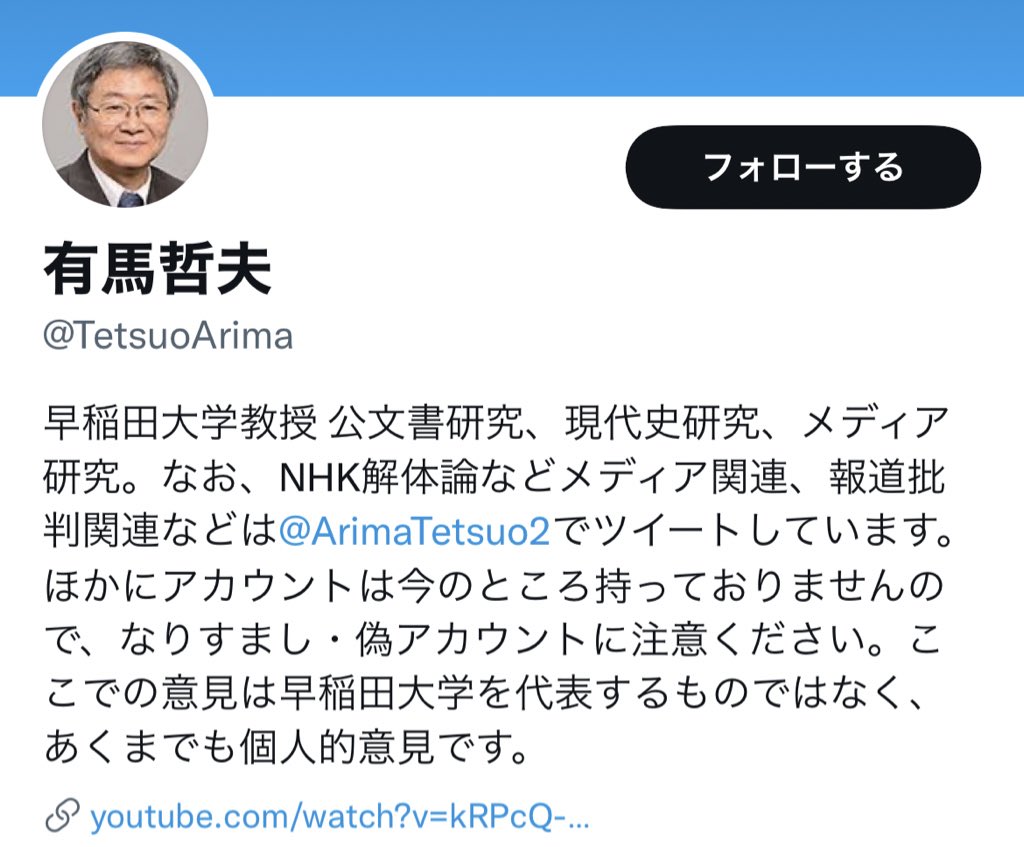 フォローする
有馬哲夫
@TetsuoArima
早稲田大学教授 公文書研究、現代史研究、メディア
研究。なお、NHK解体論などメディア関連、報道批
判関連などは@ArimaTetsuo2でツイートしています。
ほかにアカウントは今のところ持っておりませんの
で、なりすまし・偽アカウントに注意ください。こ
こでの意見は早稲田大学を代表するものではなく、
あくまでも個人的意見です。
youtube.com/watch?v=kRPcQ-...